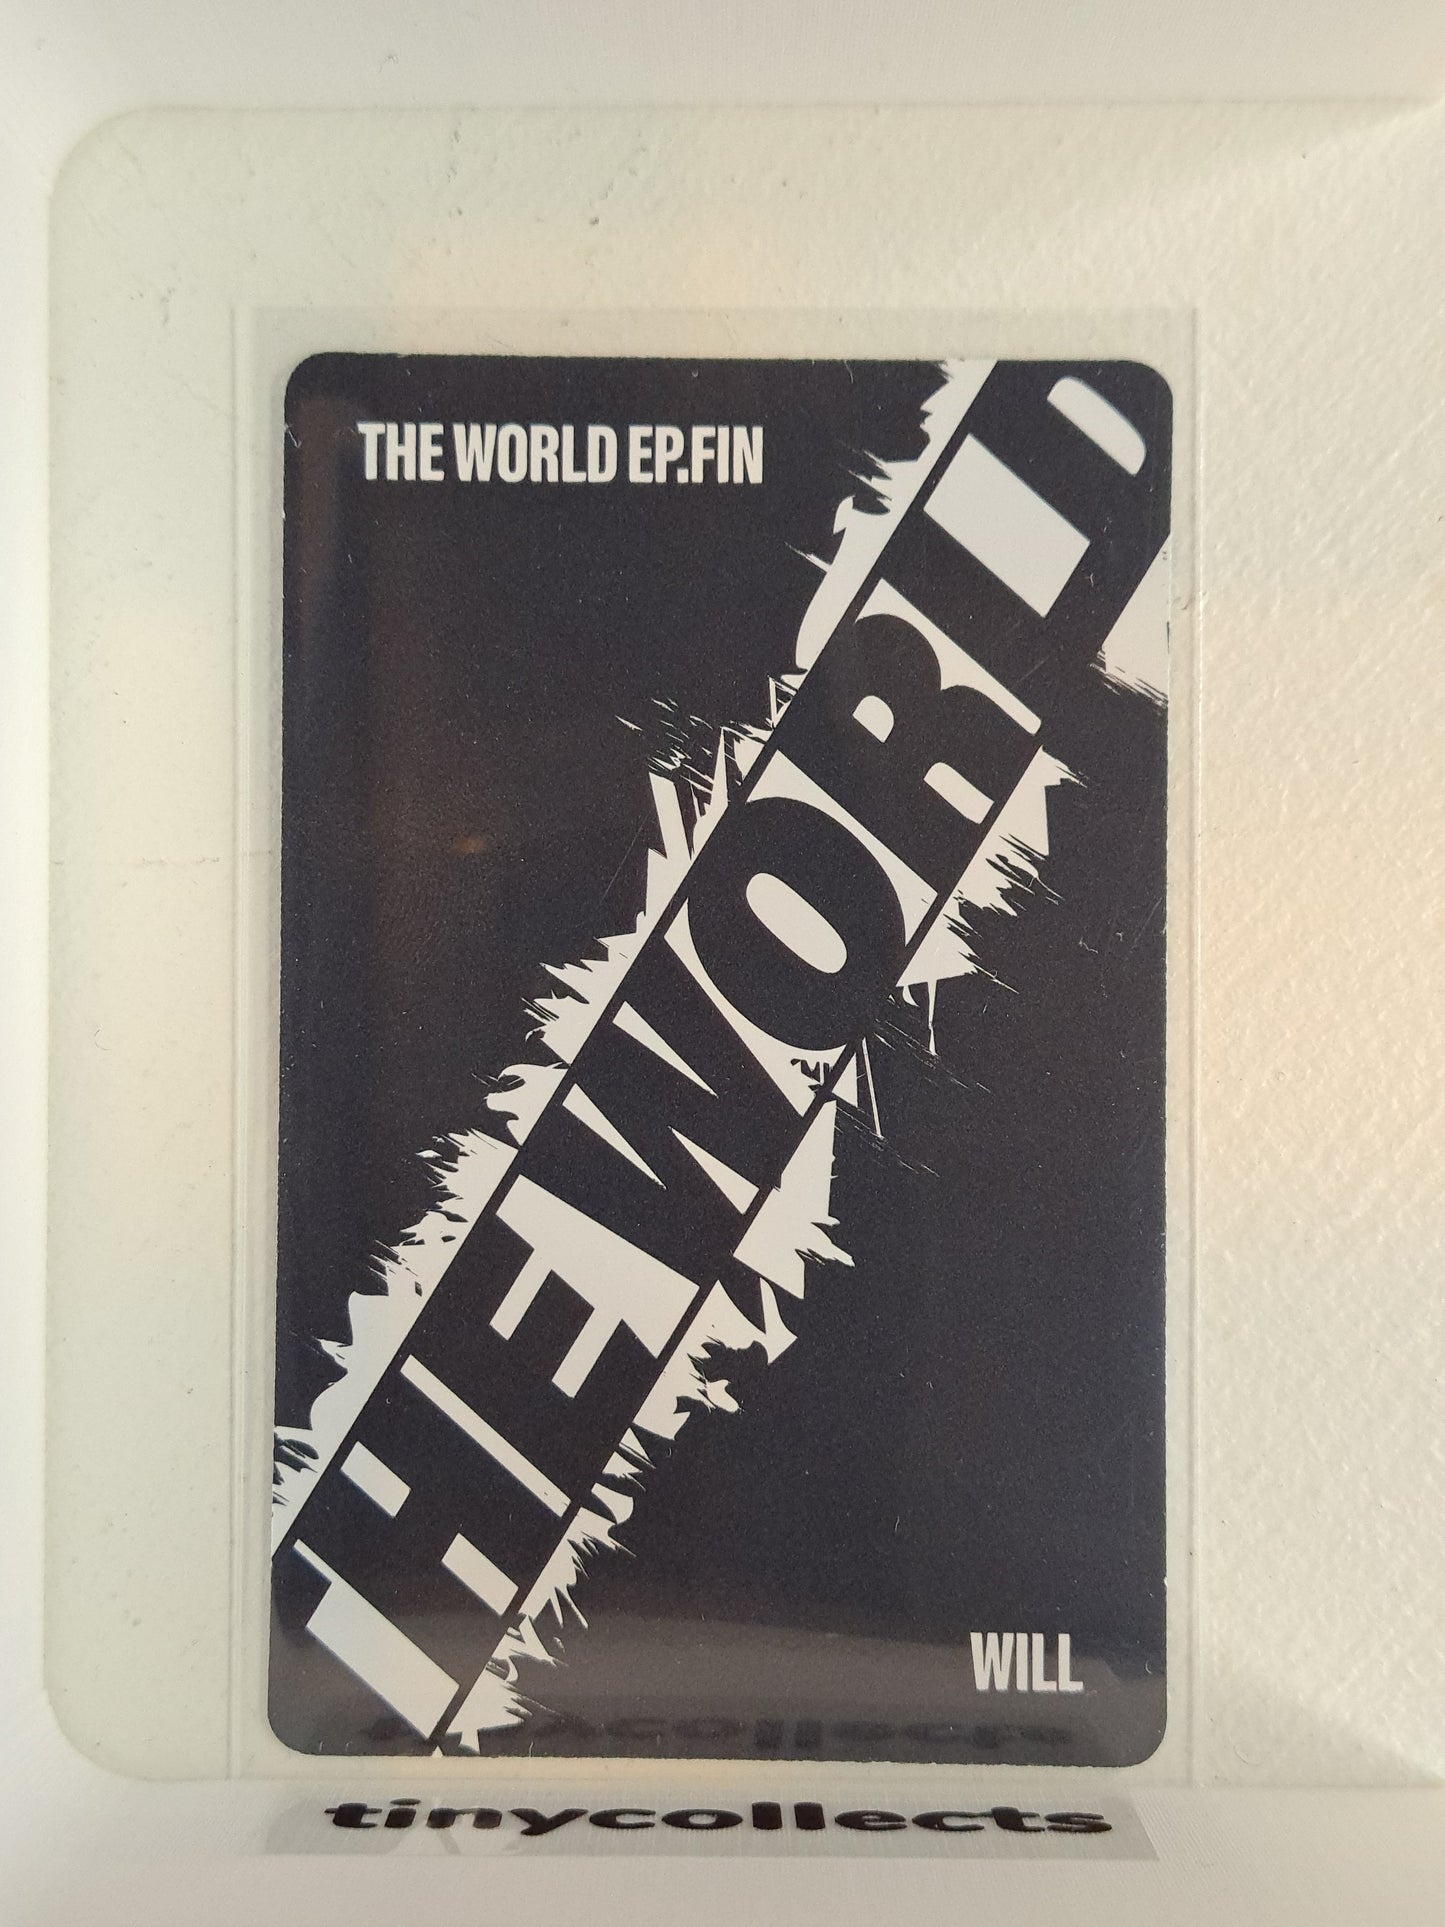 THE WORLD EP.FIN
THE WORLD
WILL
tinycollects